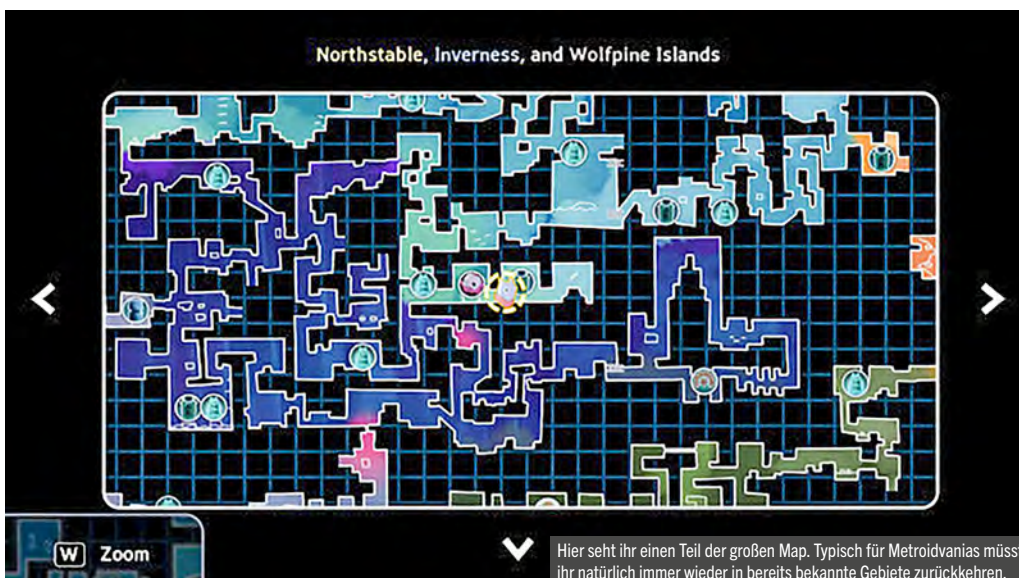 Northstable, Inverness, and Wolfpine Islands
W Zoom
Hier seht ihr einen Teil der großen Map. Typisch für Metroidvanias müsst
ihr natürlich immer wieder in bereits bekannte Gebiete zurückkehren.